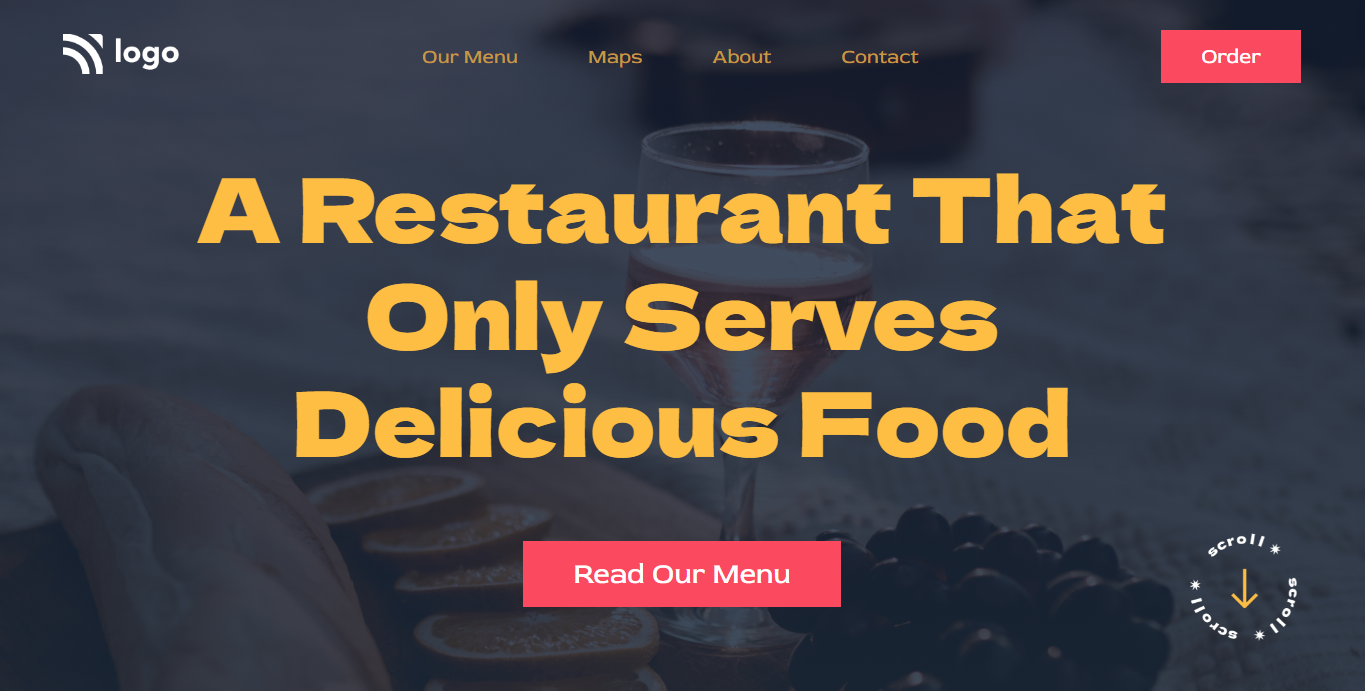 logo
Our Menu
Maps
About
Contact
Order
A Restaurant That
Only Serves
Delicious Food
Read Our Menu
scroll ✷ scroll ✷ scroll ✷